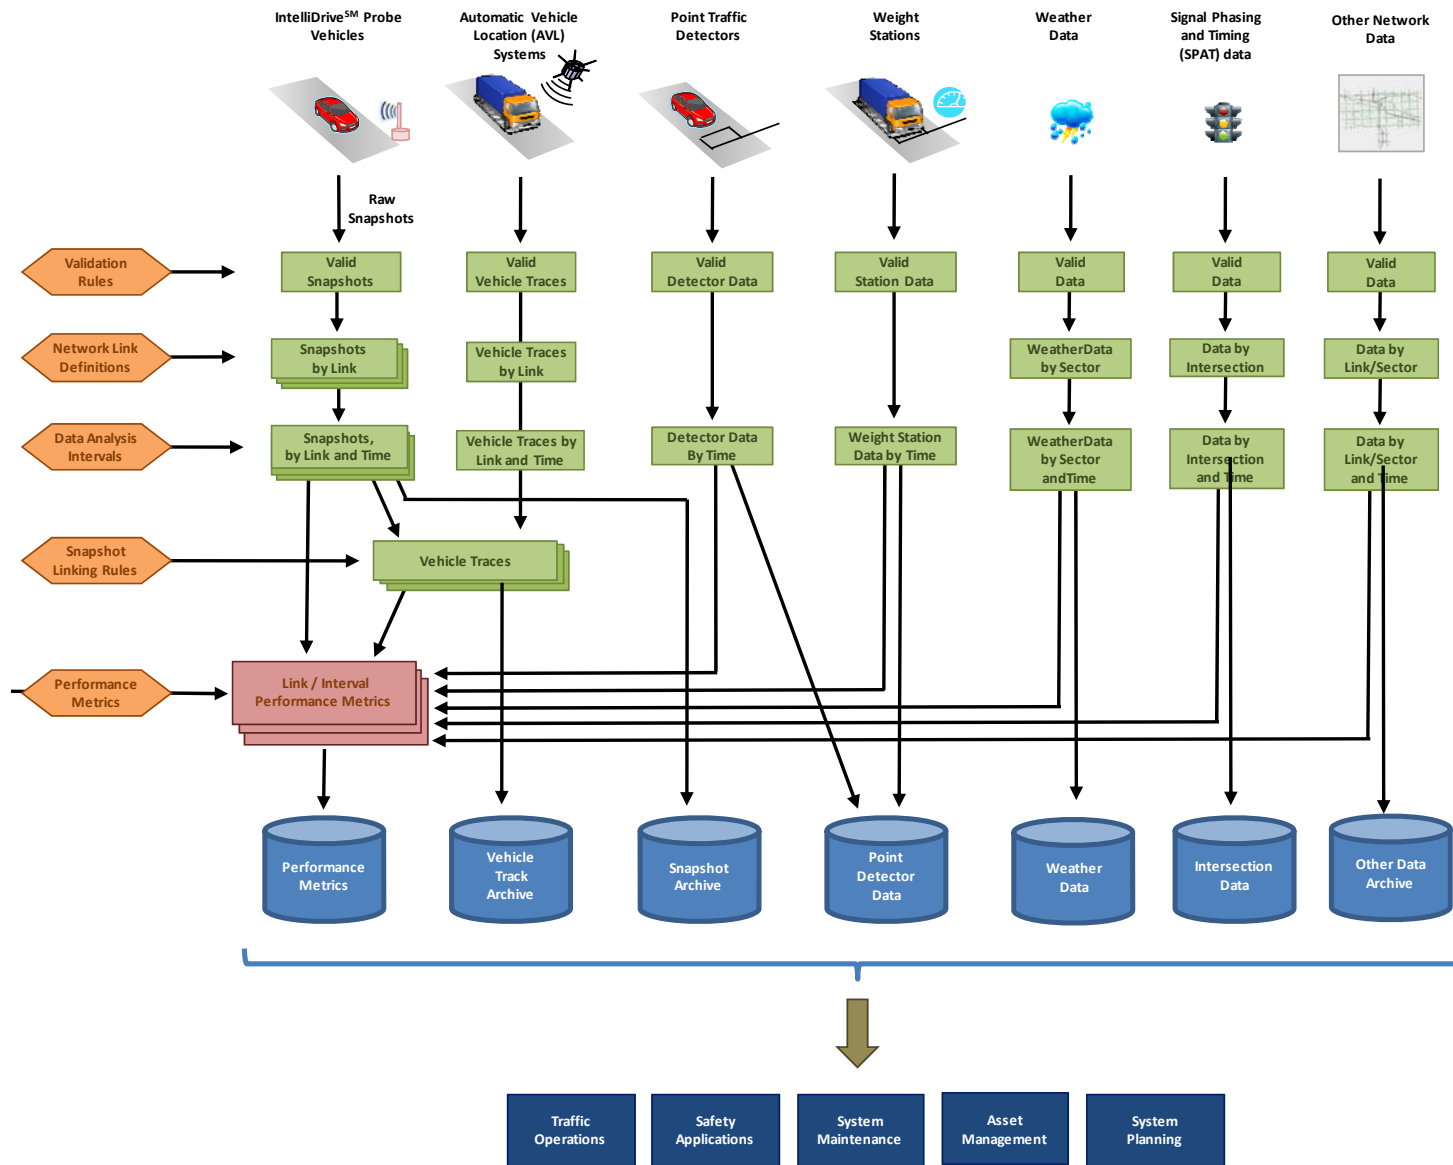 IntelliDriveSM Probe
Vehicles
Automatic Vehicle
Location (AVL)
Systems
Point Traffic
Detectors
Weight
Stations
Weather
Data
Signal Phasing
and Timing
(SPAT) data
Other Network
Data
Raw
Snapshots
Validation
Rules
Valid
Snapshots
Valid
Vehicle Traces
Valid
Detector Data
Valid
Station Data
Valid
Data
Valid
Data
Valid
Data
Network Link
Definitions
Snapshots
by Link
Vehicle Traces
by Link
WeatherData
by Sector
Data by
Intersection
Data by
Link/Sector
Data Analysis
Intervals
Snapshots,
by Link and Time
Vehicle Traces by
Link and Time
Detector Data
By Time
Weight Station
Data by Time
WeatherData
by Sector
andTime
Data by
Intersection
and Time
Data by
Link/Sector
and Time
Snapshot
Linking Rules
Vehicle Traces
Performance
Metrics
Link / Interval
Performance Metrics
Performance
Metrics
Vehicle
Track
Archive
Snapshot
Archive
Point
Detector
Data
Weather
Data
Intersection
Data
Other Data
Archive
Traffic
Operations
Safety
Applications
System
Maintenance
Asset
Management
System
Planning